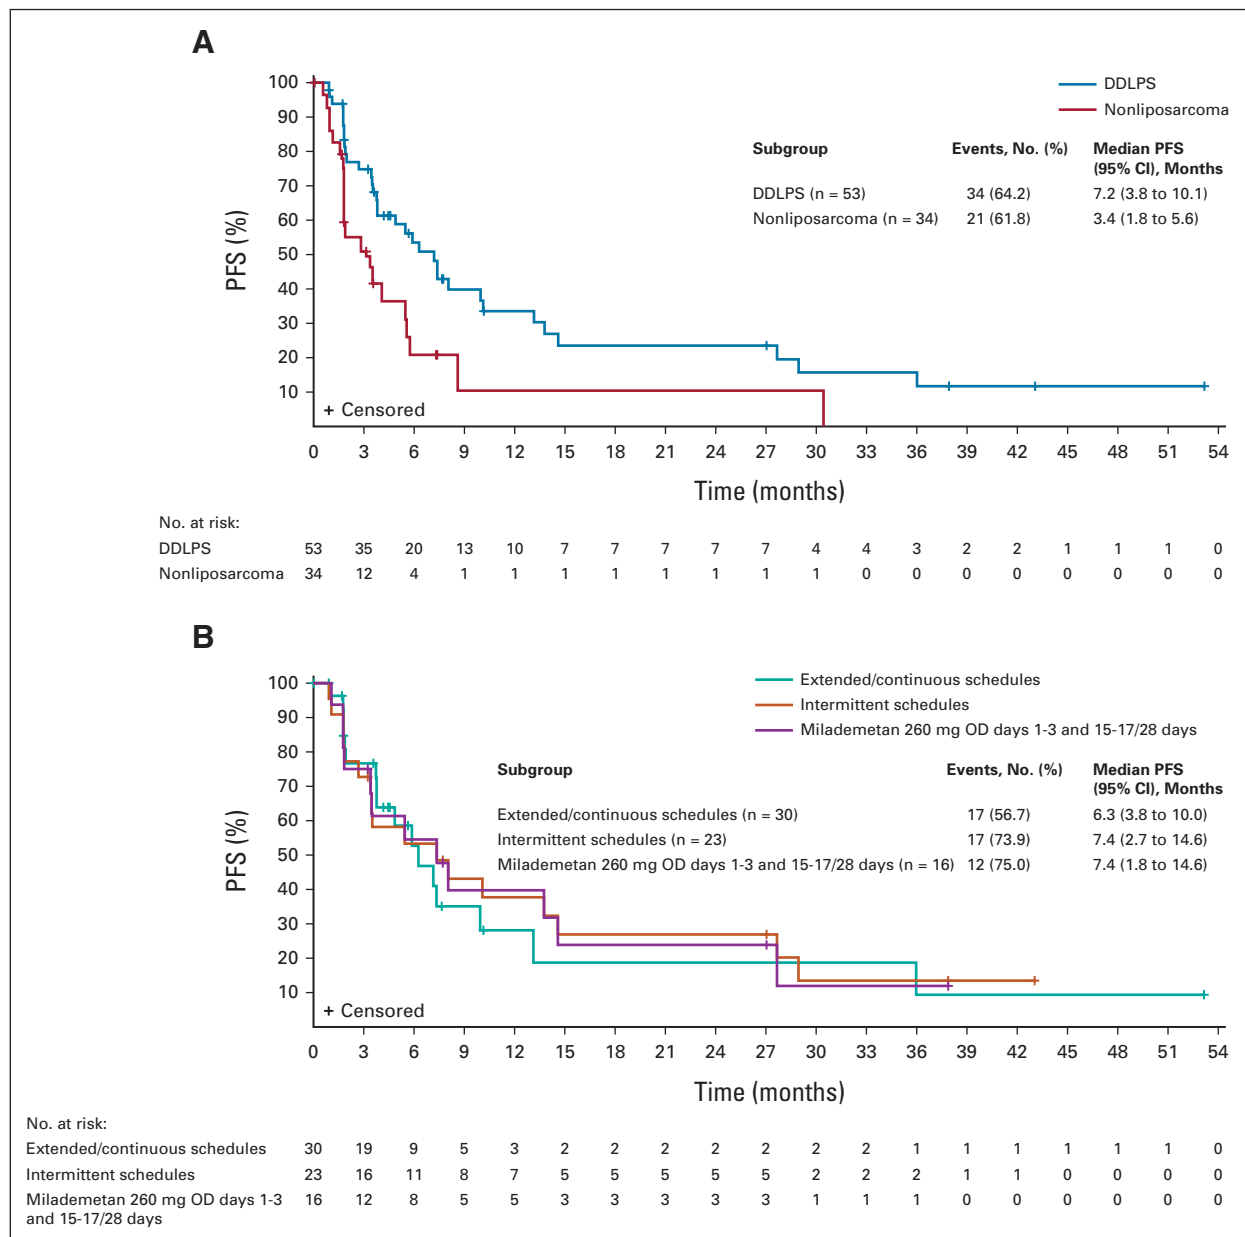 A
100
90
80
70
60
50
40
30
20
10
PFS (%)
DDLPS
Nonliposarcoma
Subgroup Events, No. (%) Median PFS
(95% CI), Months
DDLPS (n = 53) 34 (64.2) 7.2 (3.8 to 10.1)
Nonliposarcoma (n = 34) 21 (61.8) 3.4 (1.8 to 5.6)
+ Censored
0 3 6 9 12 15 18 21 24 27 30 33 36 39 42 45 48 51 54
Time (months)
No. at risk:
DDLPS 53 35 20 13 10 7 7 7 7 7 4 4 3 2 2 1 1 1 0
Nonliposarcoma 34 12 4 1 1 1 1 1 1 1 1 0 0 0 0 0 0 0 0
B
100
90
80
70
60
50
40
30
20
10
PFS (%)
Extended/continuous schedules
Intermittent schedules
Milademetan 260 mg OD days 1-3 and 15-17/28 days
Subgroup Events, No. (%) Median PFS
(95% CI), Months
Extended/continuous schedules (n = 30) 17 (56.7) 6.3 (3.8 to 10.0)
Intermittent schedules (n = 23) 17 (73.9) 7.4 (2.7 to 14.6)
Milademetan 260 mg OD days 1-3 and 15-17/28 days (n = 16) 12 (75.0) 7.4 (1.8 to 14.6)
+ Censored
0 3 6 9 12 15 18 21 24 27 30 33 36 39 42 45 48 51 54
Time (months)
No. at risk:
Extended/continuous schedules 30 19 9 5 3 2 2 2 2 2 2 2 1 1 1 1 1 1 0
Intermittent schedules 23 16 11 8 7 5 5 5 5 5 2 2 2 1 1 0 0 0 0
Milademetan 260 mg OD days 1-3 16 12 8 5 5 3 3 3 3 3 1 1 1 0 0 0 0 0 0
and 15-17/28 days